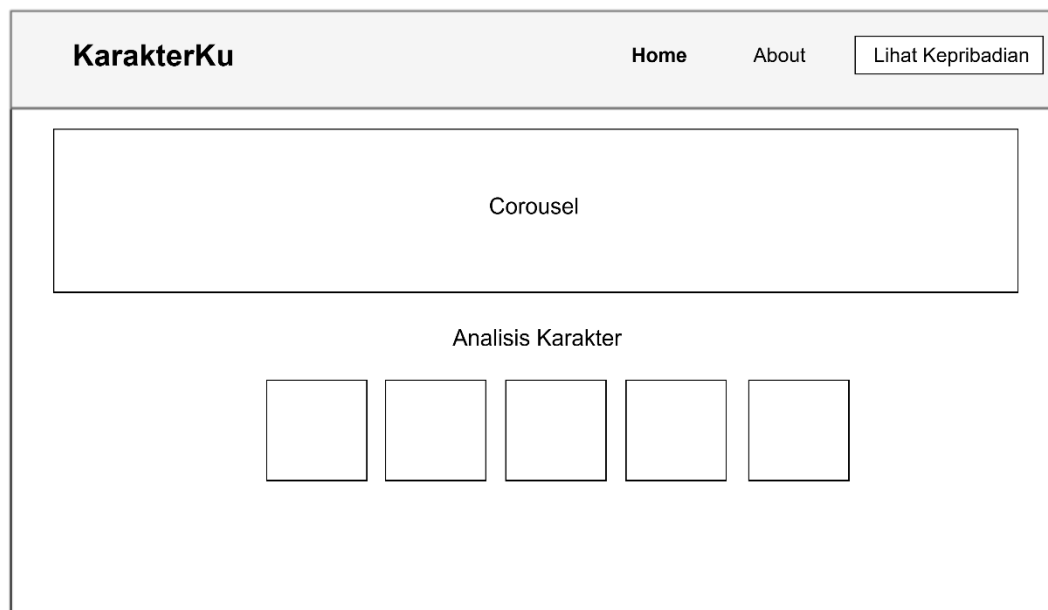 KarakterKu
Home
About
Lihat Kepribadian
Corousel
Analisis Karakter